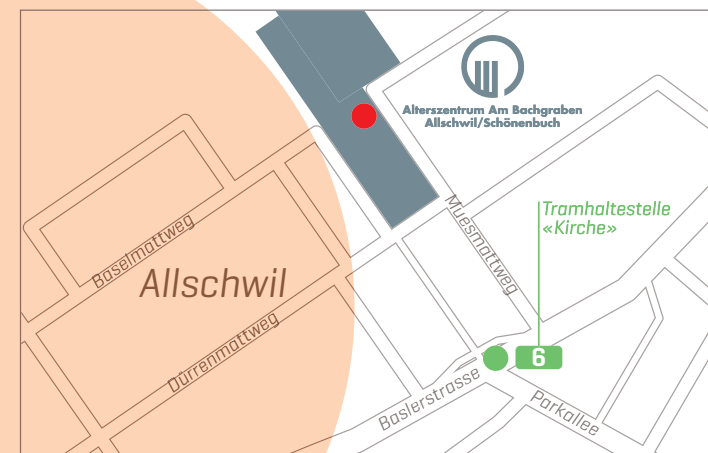 Alterszentrum Am Bachgraben
Allschwil/Schönenbuch
Tramhaltestelle
«Kirche»
Muesmattweg
Baselmattweg
Allschwil
Dürrenmattweg
6
Baslerstrasse
Parkallee